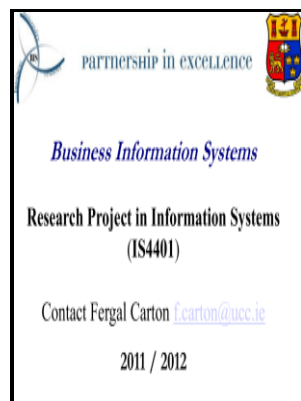 PARTNERSHIP in EXCELLENCE
Business Information Systems
Research Project in Information Systems
(IS4401)
Contact Fergal Carton f.carton@ucc.ie
2011 / 2012